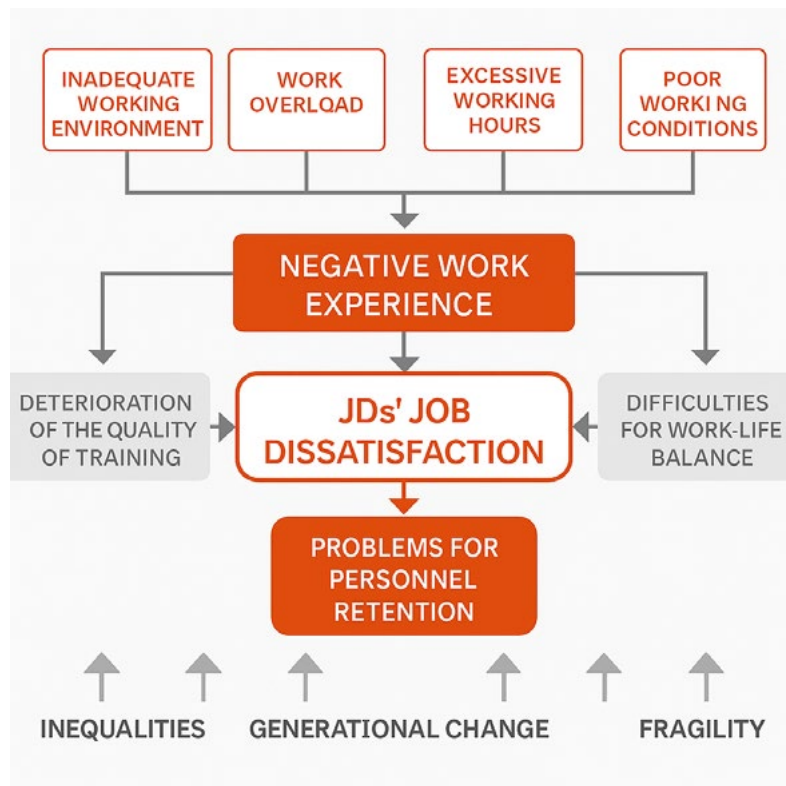 INADEQUATE
WORKING
ENVIRONMENT
WORK
OVERLQAD
EXCESSIVE
WORKING
HOURS
POOR
WORKI NG
CONDITIONS
NEGATIVE WORK
EXPERIENCE
DETERIORATION
OF THE QUALITY
OF TRAINING
JDs' JOB
DISSATISFACTION
DIFFICULTIES
FOR WORK-LIFE
BALANCE
PROBLEMS FOR
PERSONNEL
RETENTION
INEQUALITIES
GENERATIONAL CHANGE
FRAGILITY